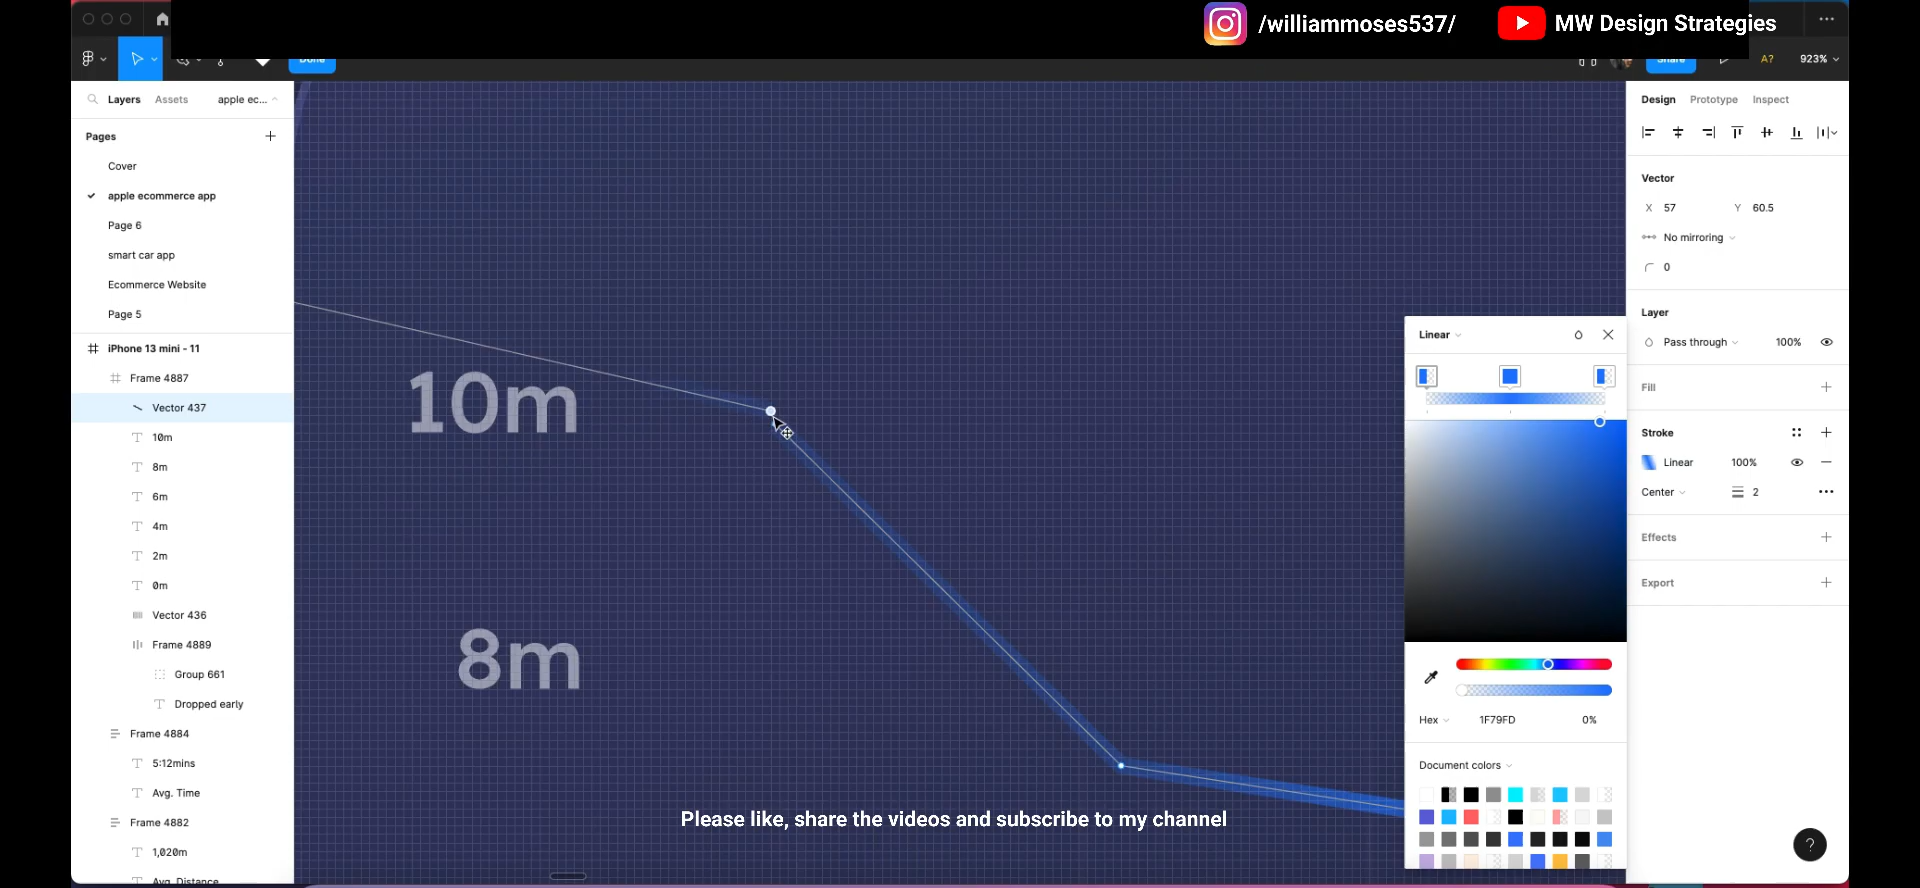 /williammoses537/
MW Design Strategies
Done
Share
A?
923%
Layers
Assets
apple ec...
Pages
Cover
apple ecommerce app
Page 6
smart car app
Ecommerce Website
Page 5
iPhone 13 mini - 11
Frame 4887
Vector 437
10m
8m
6m
4m
2m
0m
Vector 436
Frame 4889
Group 661
Dropped early
Frame 4884
5:12mins
Avg. Time
Frame 4882
1,020m
Avg. Distance
10m
8m
Please like, share the videos and subscribe to my channel
Linear
Hex
1F79FD
0%
Document colors
Design
Prototype
Inspect
Vector
X 57
Y 60.5
No mirroring
0
Layer
Pass through
100%
Fill
Stroke
Linear
100%
Center
2
Effects
Export
?